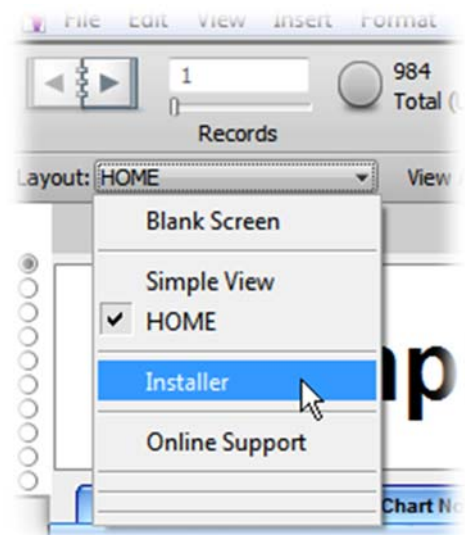 File Edit View Insert Format
1
984
Total
Records
Layout: HOME View
Blank Screen
Simple View
HOME
Installer
Online Support
Chart